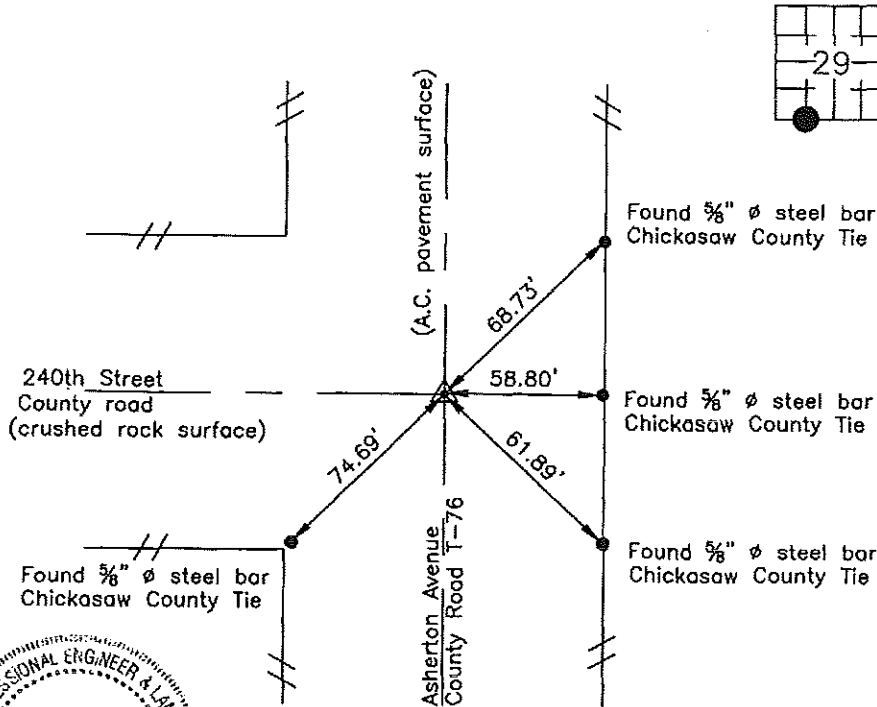 29
(A.C. pavement surface)
Found ⅝" ø steel bar
Chickasaw County Tie
68.73'
240th Street
County road
(crushed rock surface)
58.80'
Found ⅝" ø steel bar
Chickasaw County Tie
74.69'
61.89'
Found ⅝" ø steel bar
Chickasaw County Tie
Found ⅝" ø steel bar
Chickasaw County Tie
Asherton Avenue
County Road T-76
ENGINEER &